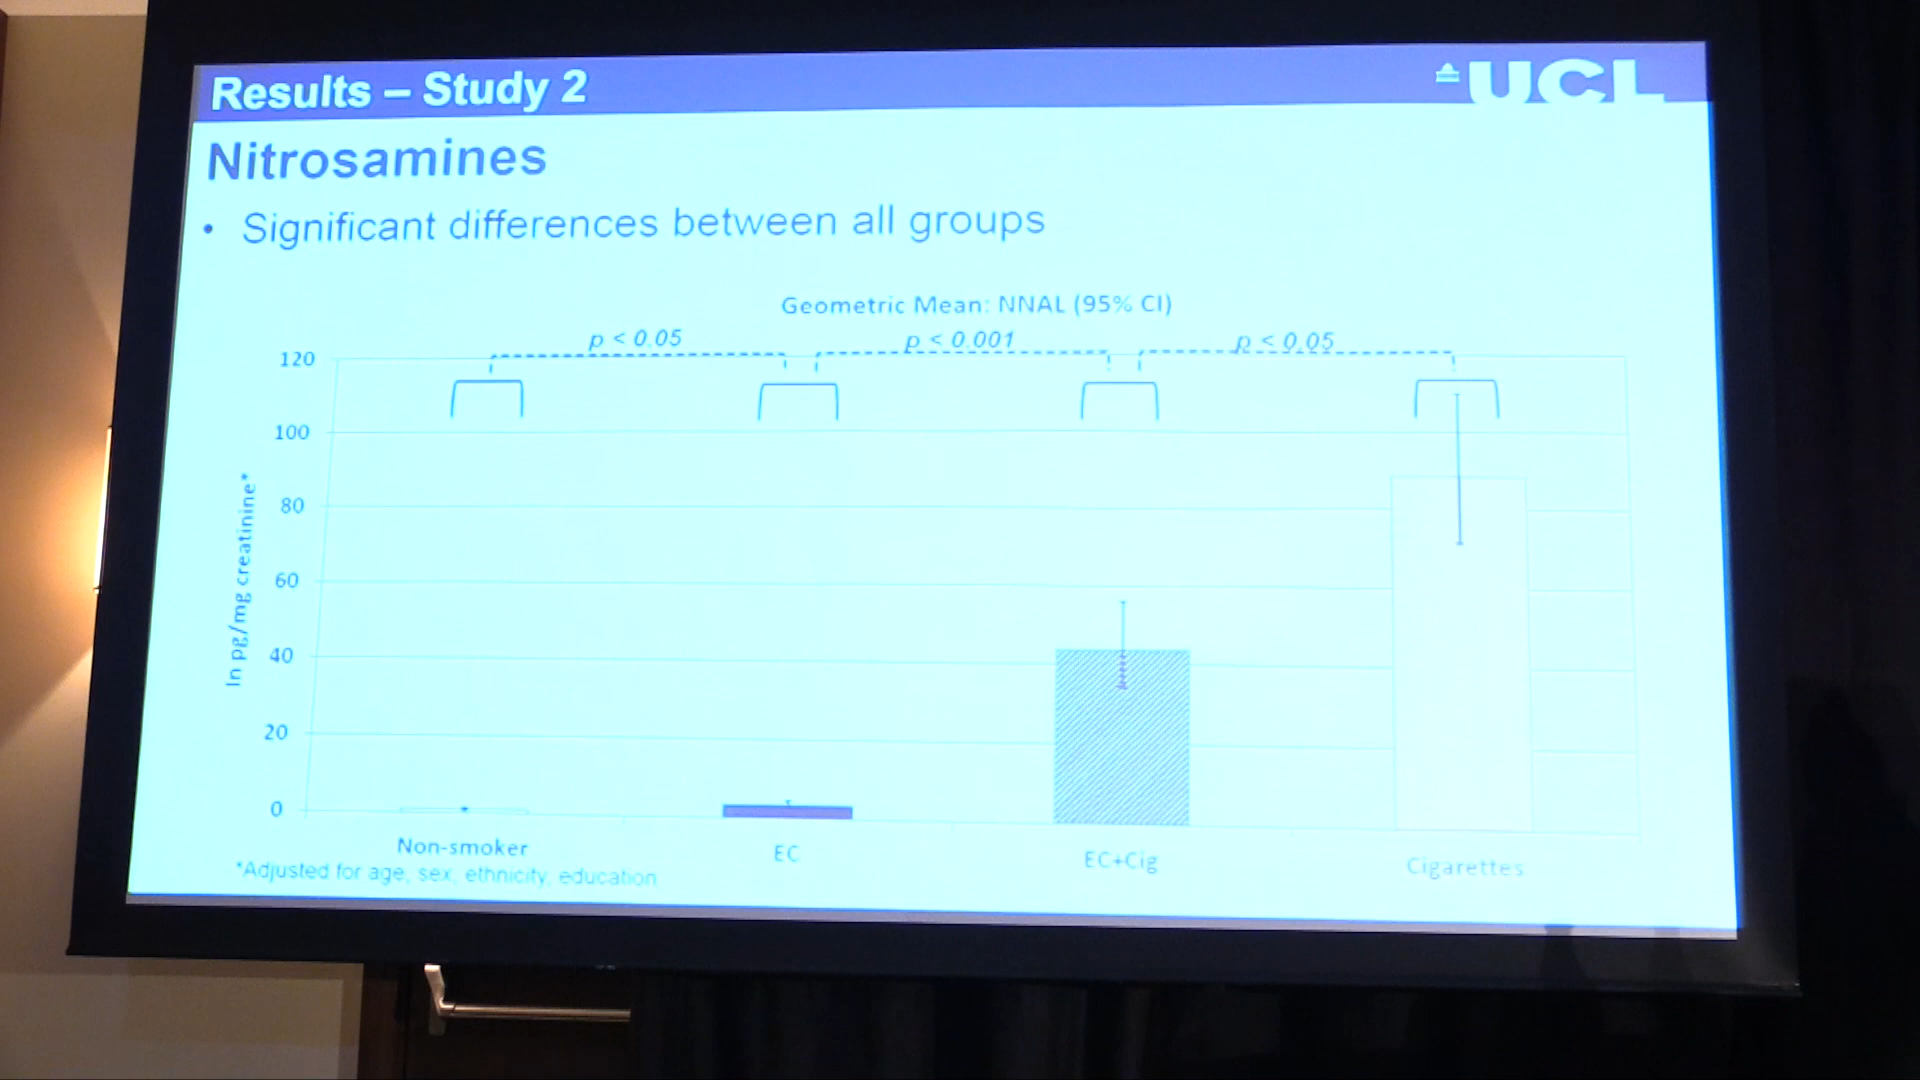 Results – Study 2
UCL
Nitrosamines
• Significant differences between all groups
Geometric Mean: NNAL (95% CI)
p < 0.05
p < 0.001
p < 0.05
120
100
80
60
40
20
0
ln pg/mg creatinine*
Non-smoker
EC
EC+Cig
Cigarettes
*Adjusted for age, sex, ethnicity, education